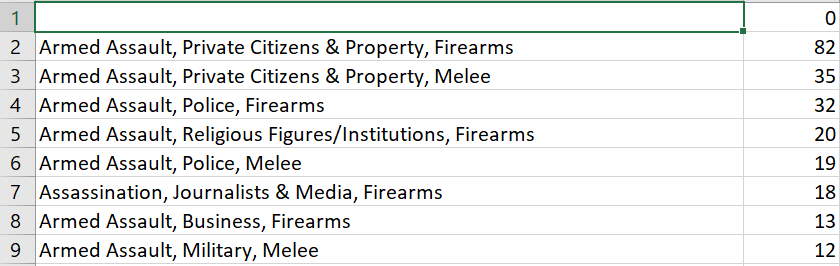 1 0
2 Armed Assault, Private Citizens & Property, Firearms 82
3 Armed Assault, Private Citizens & Property, Melee 35
4 Armed Assault, Police, Firearms 32
5 Armed Assault, Religious Figures/Institutions, Firearms 20
6 Armed Assault, Police, Melee 19
7 Assassination, Journalists & Media, Firearms 18
8 Armed Assault, Business, Firearms 13
9 Armed Assault, Military, Melee 12